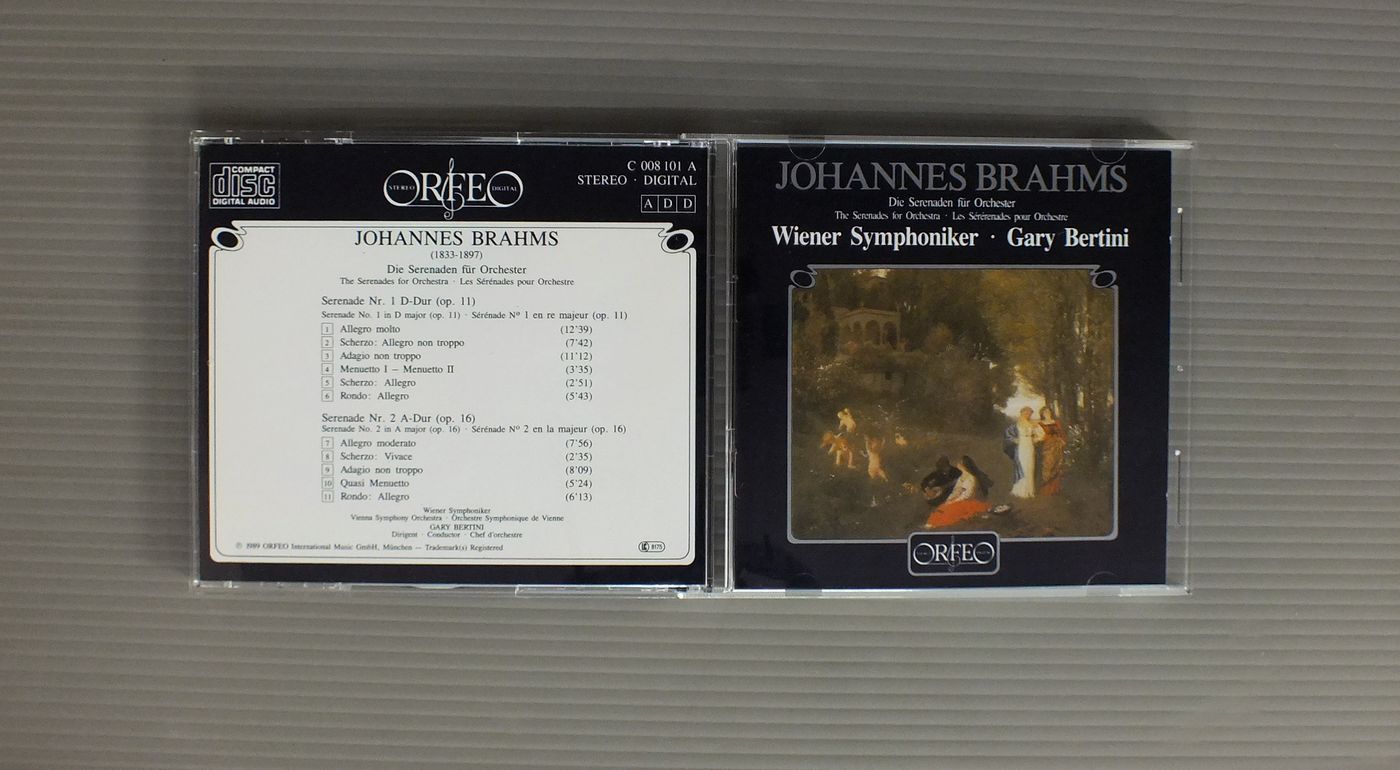 COMPACT
disc
DIGITAL AUDIO
STEREO ORFEO DIGITAL
C 008 101 A
STEREO · DIGITAL
A D D
JOHANNES BRAHMS
(1833-1897)
Die Serenaden für Orchester
The Serenades for Orchestra · Les Sérénades pour Orchestre
Serenade Nr. 1 D-Dur (op. 11)
Serenade No. 1 in D major (op. 11) · Sérénade Nº 1 en re majeur (op. 11)
1 Allegro molto (12'39)
2 Scherzo: Allegro non troppo (7'42)
3 Adagio non troppo (11'12)
4 Menuetto I – Menuetto II (3'35)
5 Scherzo: Allegro (2'51)
6 Rondo: Allegro (5'43)
Serenade Nr. 2 A-Dur (op. 16)
Serenade No. 2 in A major (op. 16) · Sérénade Nº 2 en la majeur (op. 16)
7 Allegro moderato (7'56)
8 Scherzo: Vivace (2'35)
9 Adagio non troppo (8'09)
10 Quasi Menuetto (5'24)
11 Rondo: Allegro (6'13)
Wiener Symphoniker
Vienna Symphony Orchestra · Orchestre Symphonique de Vienne
GARY BERTINI
Dirigent · Conductor · Chef d'orchestre
℗ 1989 ORFEO International Music GmbH, München — Trademark(s) Registered
LC 8175
JOHANNES BRAHMS
Die Serenaden für Orchester
The Serenades for Orchestra · Les Sérérenades pour Orchestre
Wiener Symphoniker · Gary Bertini
ORFEO